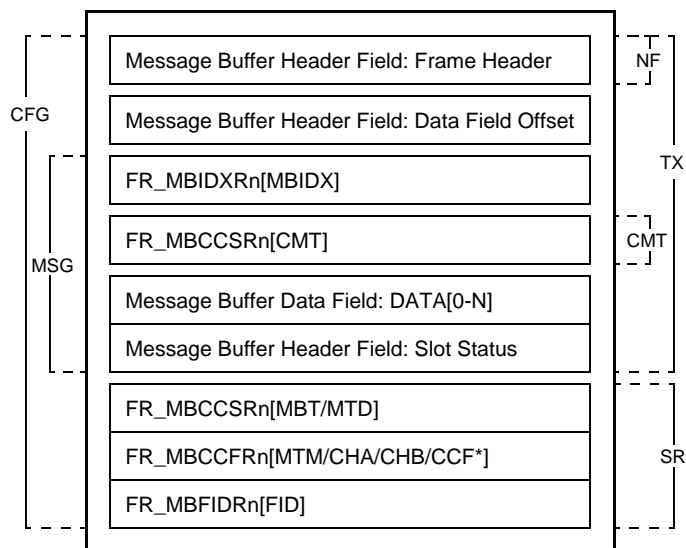 Message Buffer Header Field: Frame Header
NF
CFG
Message Buffer Header Field: Data Field Offset
TX
FR_MBIDXRn[MBIDX]
FR_MBCCSRn[CMT]
CMT
MSG
Message Buffer Data Field: DATA[0-N]
Message Buffer Header Field: Slot Status
FR_MBCCSRn[MBT/MTD]
FR_MBCCFRn[MTM/CHA/CHB/CCF*]
SR
FR_MBFIDRn[FID]